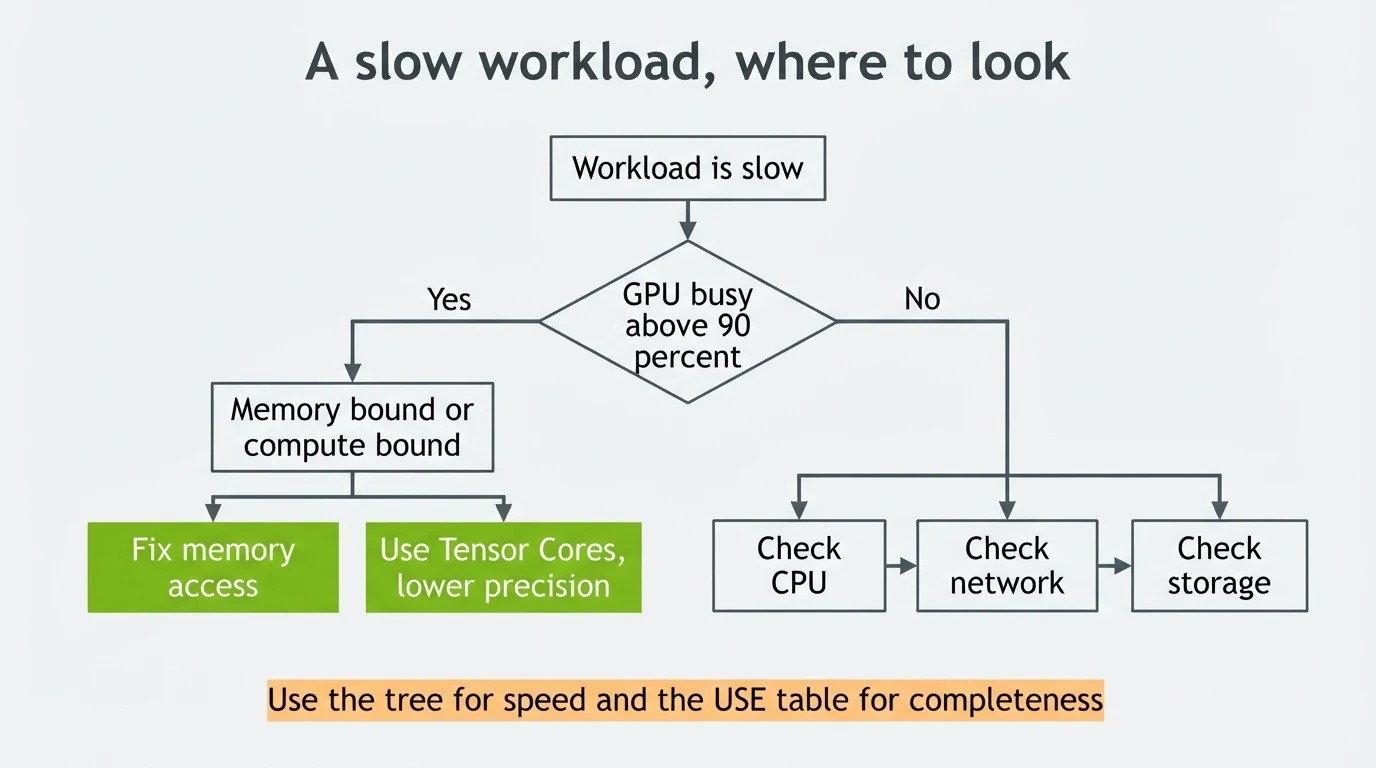 A slow workload, where to look
Workload is slow
GPU busy
above 90
percent
Yes
No
Memory bound or
compute bound
Fix memory
access
Use Tensor Cores,
lower precision
Check
CPU
Check
network
Check
storage
Use the tree for speed and the USE table for completeness